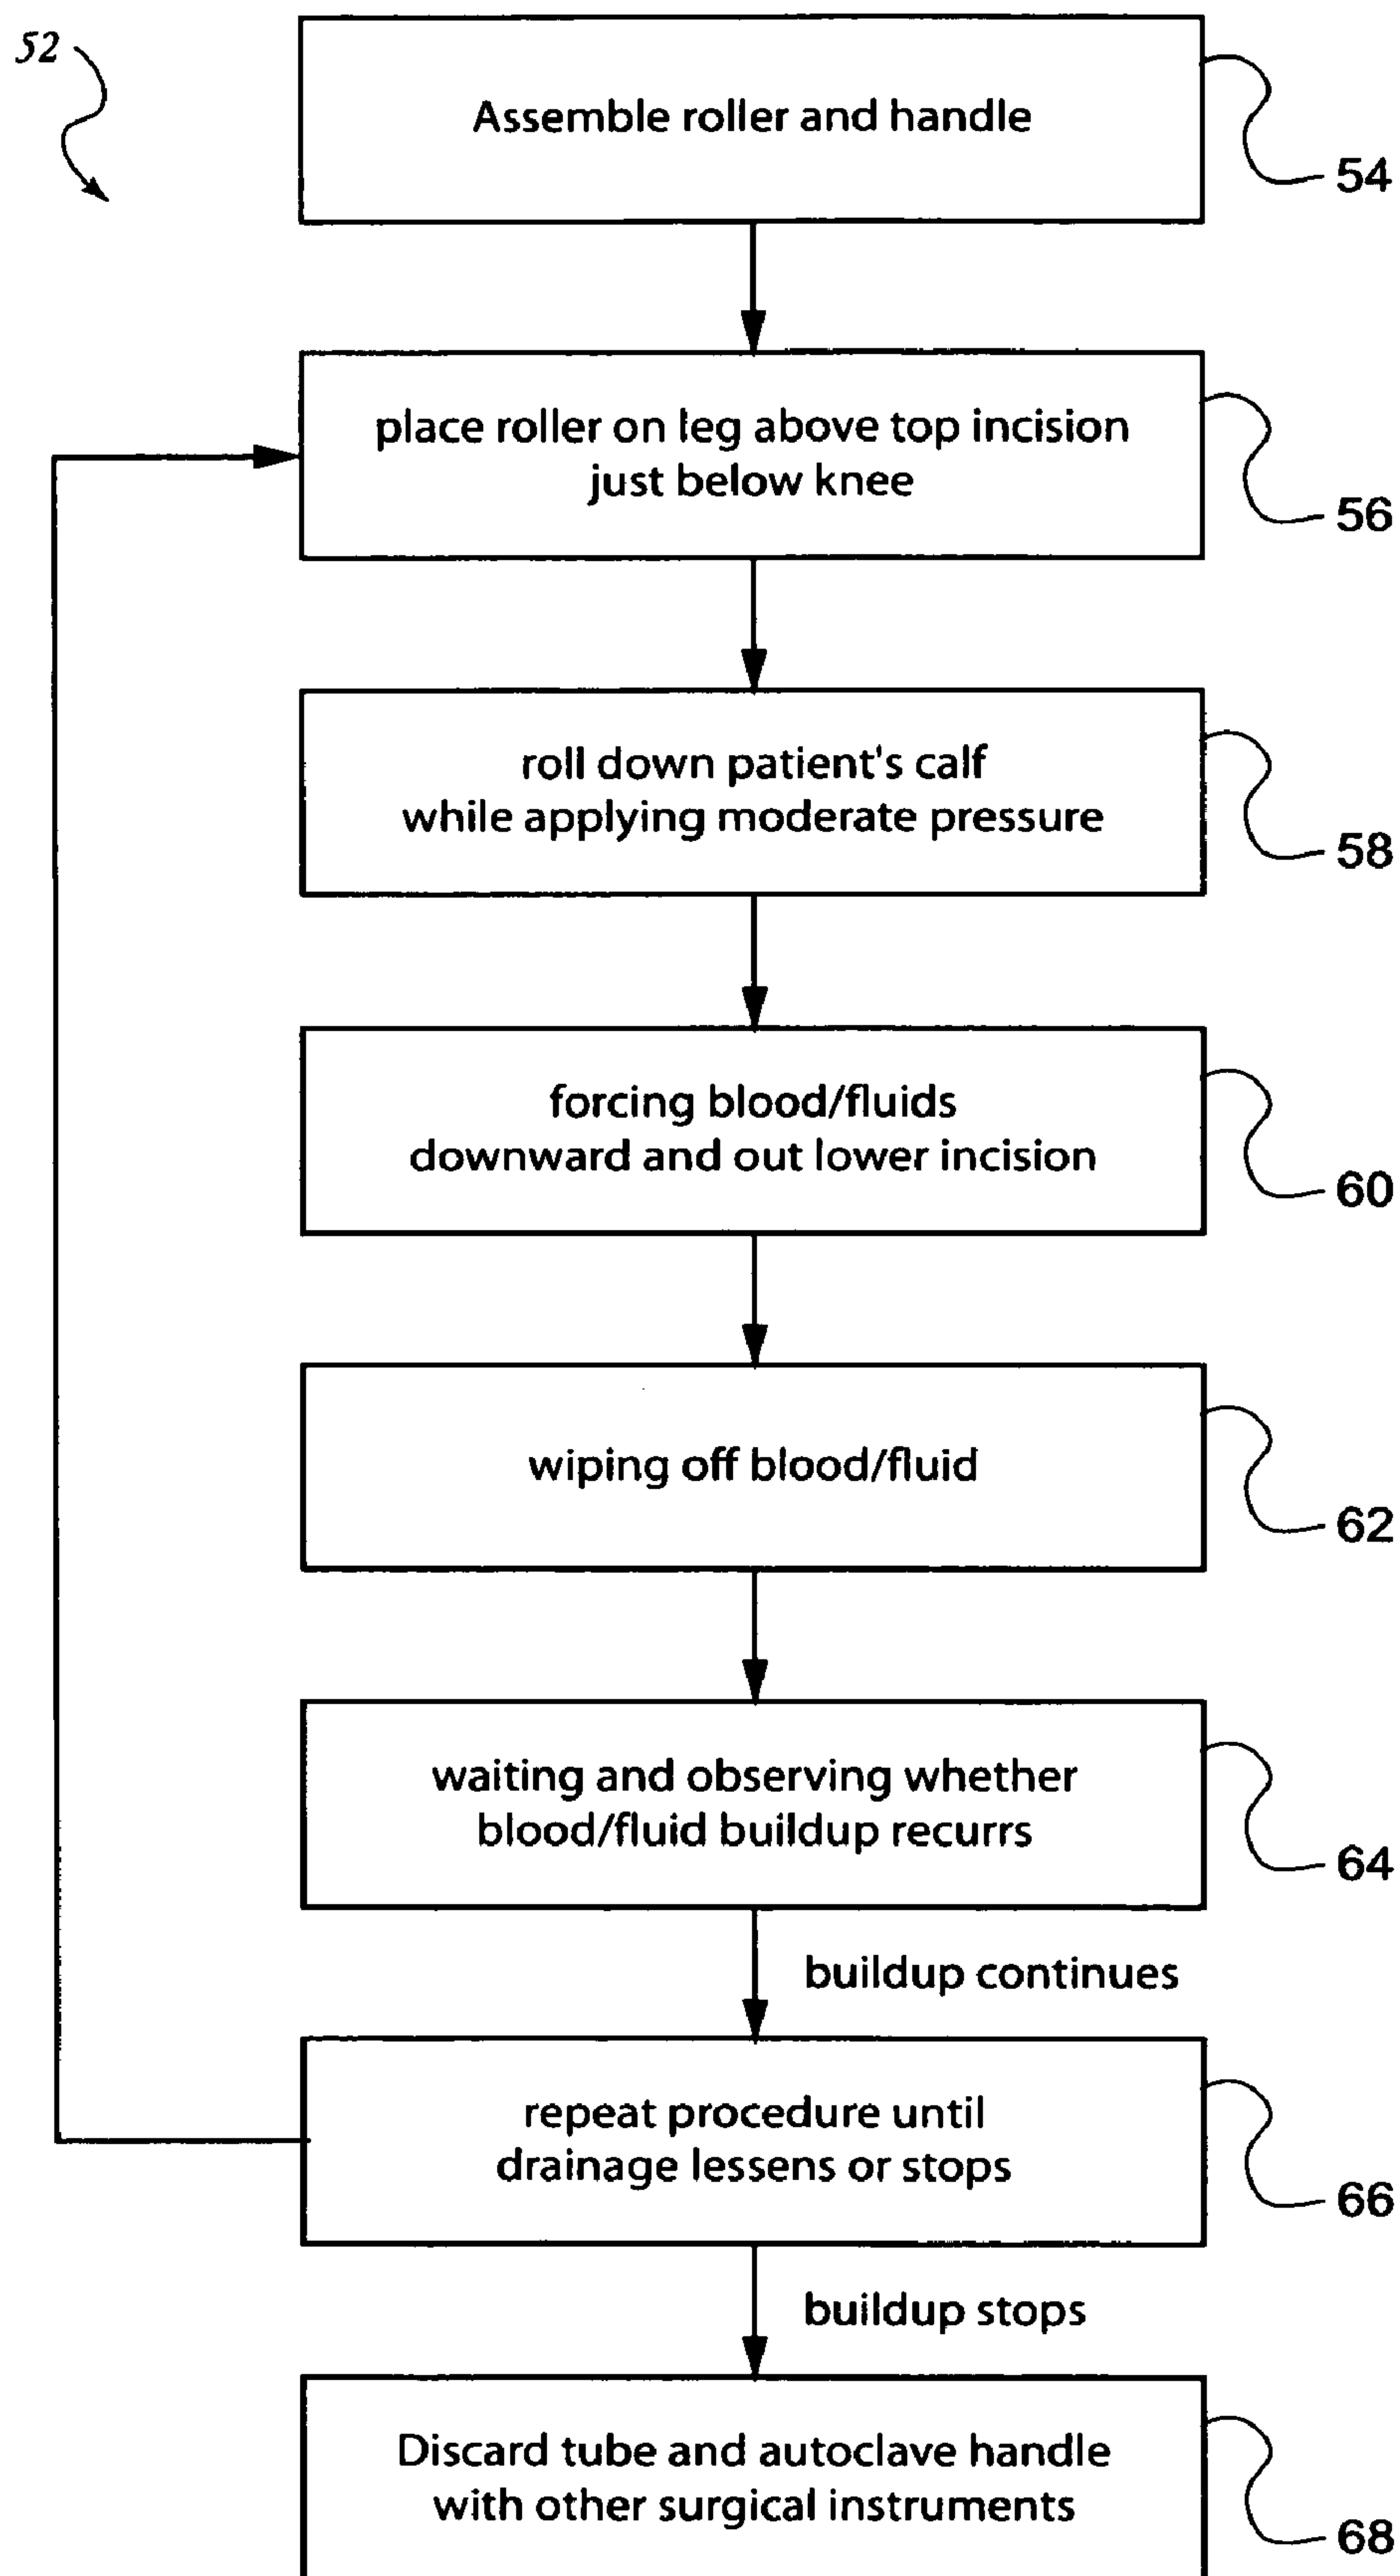 52
Assemble roller and handle
54
place roller on leg above top incision
just below knee
56
roll down patient's calf
while applying moderate pressure
58
forcing blood/fluids
downward and out lower incision
60
wiping off blood/fluid
62
waiting and observing whether
blood/fluid buildup recurrs
64
buildup continues
repeat procedure until
drainage lessens or stops
66
buildup stops
Discard tube and autoclave handle
with other surgical instruments
68